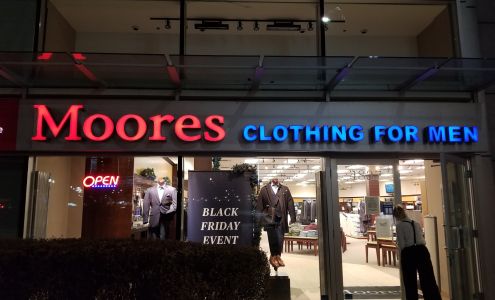 Moores CLOTHING FOR MEN
OPEN
BLACK
FRIDAY
EVENT